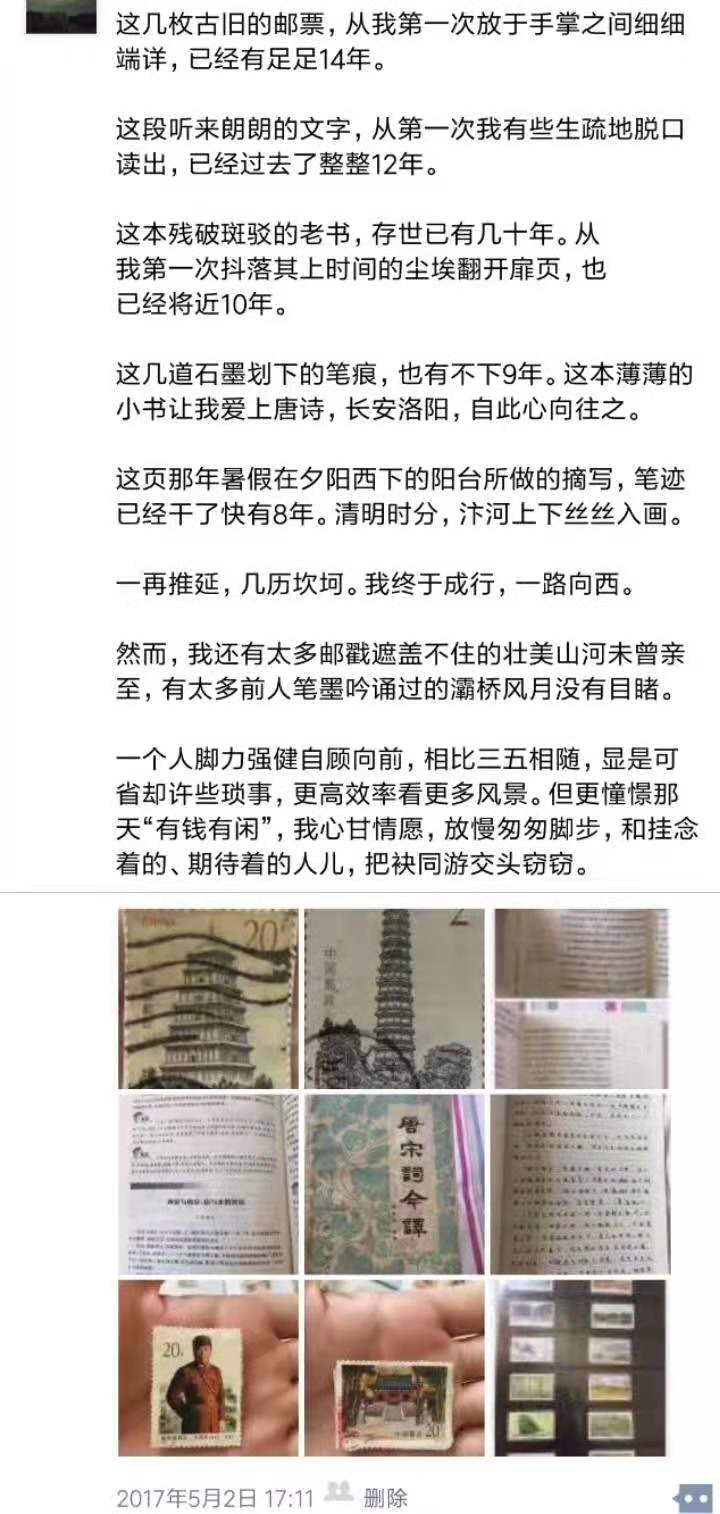 这几枚古旧的邮票，从我第一次放于手掌之间细细
端详，已经有足足14年。
这段听来朗朗的文字，从第一次我有些生疏地脱口
读出，已经过去了整整12年。
这本残破斑驳的老书，存世已有几十年。从
我第一次抖落其上时间的尘埃翻开扉页，也
已经将近10年。
这几道石墨划下的笔痕，也有不下9年。这本薄薄的
小书让我爱上唐诗，长安洛阳，自此心向往之。
这页那年暑假在夕阳西下的阳台所做的摘写，笔迹
已经干了快有8年。清明时分，汴河上下丝丝入画。
一再推延，几历坎坷。我终于成行，一路向西。
然而，我还有太多邮戳遮盖不住的壮美山河未曾亲
至，有太多前人笔墨吟诵过的灞桥风月没有目睹。
一个人脚力强健自顾向前，相比三五相随，显是可
省却许些琐事，更高效率看更多风景。但更憧憬那
天“有钱有闲”，我心甘情愿，放慢匆匆脚步，和挂念
着的、期待着的人儿，把袂同游交头窃窃。
20
2
中国邮政
唐宋词今译
20
中国邮政 20
2017年5月2日 17:11 删除